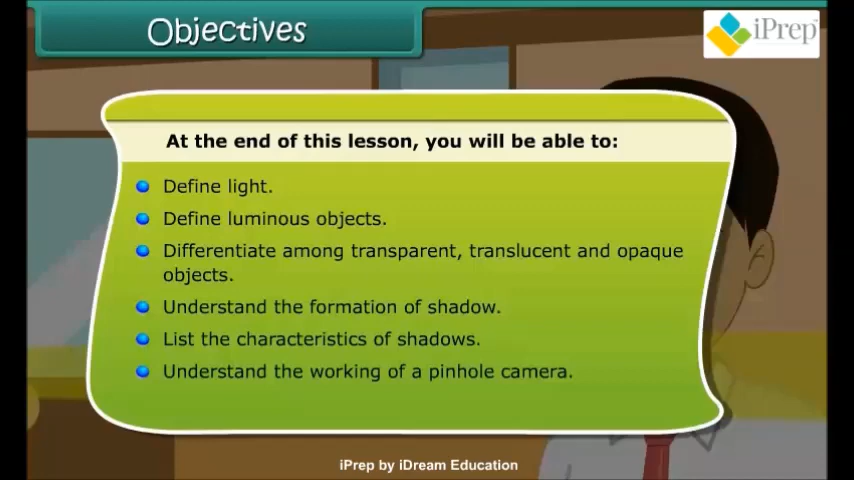 Objectives
iPrep
At the end of this lesson, you will be able to:
Define light.
Define luminous objects.
Differentiate among transparent, translucent and opaque
objects.
Understand the formation of shadow.
List the characteristics of shadows.
Understand the working of a pinhole camera.
iPrep by iDream Education